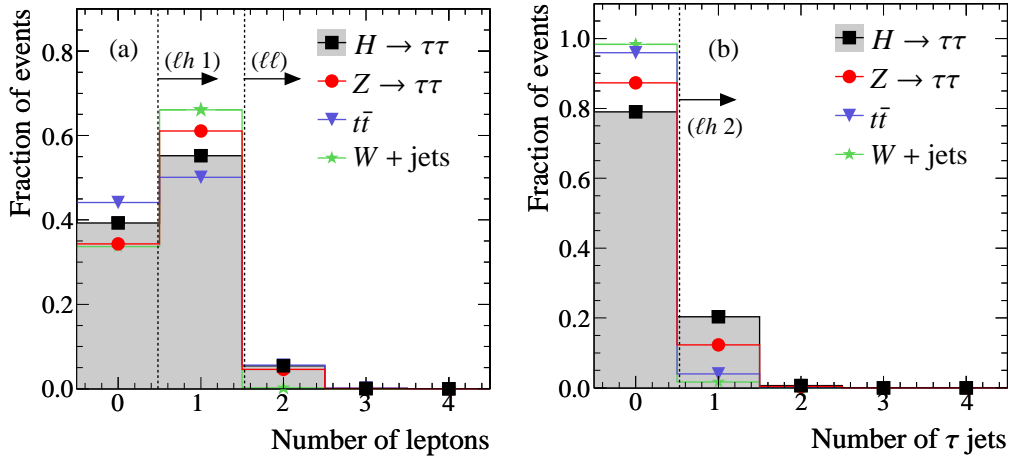 Fraction of events
0.8
0.6
0.4
0.2
0.0
(a)
(ℓh 1)
(ℓℓ)
H → ττ
Z → ττ
tt̄
W + jets
0 1 2 3 4
Number of leptons
Fraction of events
1.0
0.8
0.6
0.4
0.2
0.0
(b)
(ℓh 2)
H → ττ
Z → ττ
tt̄
W + jets
0 1 2 3 4
Number of τ jets